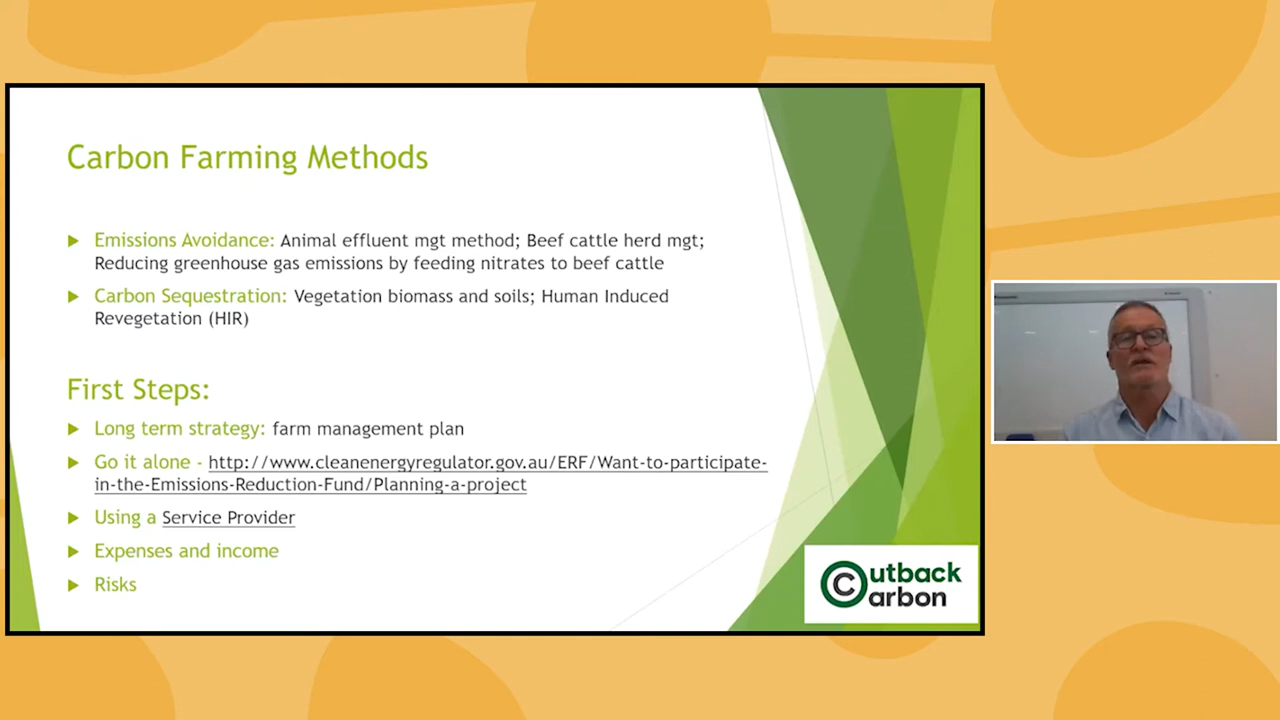 Carbon Farming Methods
Emissions Avoidance: Animal effluent mgt method; Beef cattle herd mgt;
Reducing greenhouse gas emissions by feeding nitrates to beef cattle
Carbon Sequestration: Vegetation biomass and soils; Human Induced
Revegetation (HIR)
First Steps:
Long term strategy: farm management plan
Go it alone - http://www.cleanenergyregulator.gov.au/ERF/Want-to-participate-
in-the-Emissions-Reduction-Fund/Planning-a-project
Using a Service Provider
Expenses and income
Risks
Outback
Carbon